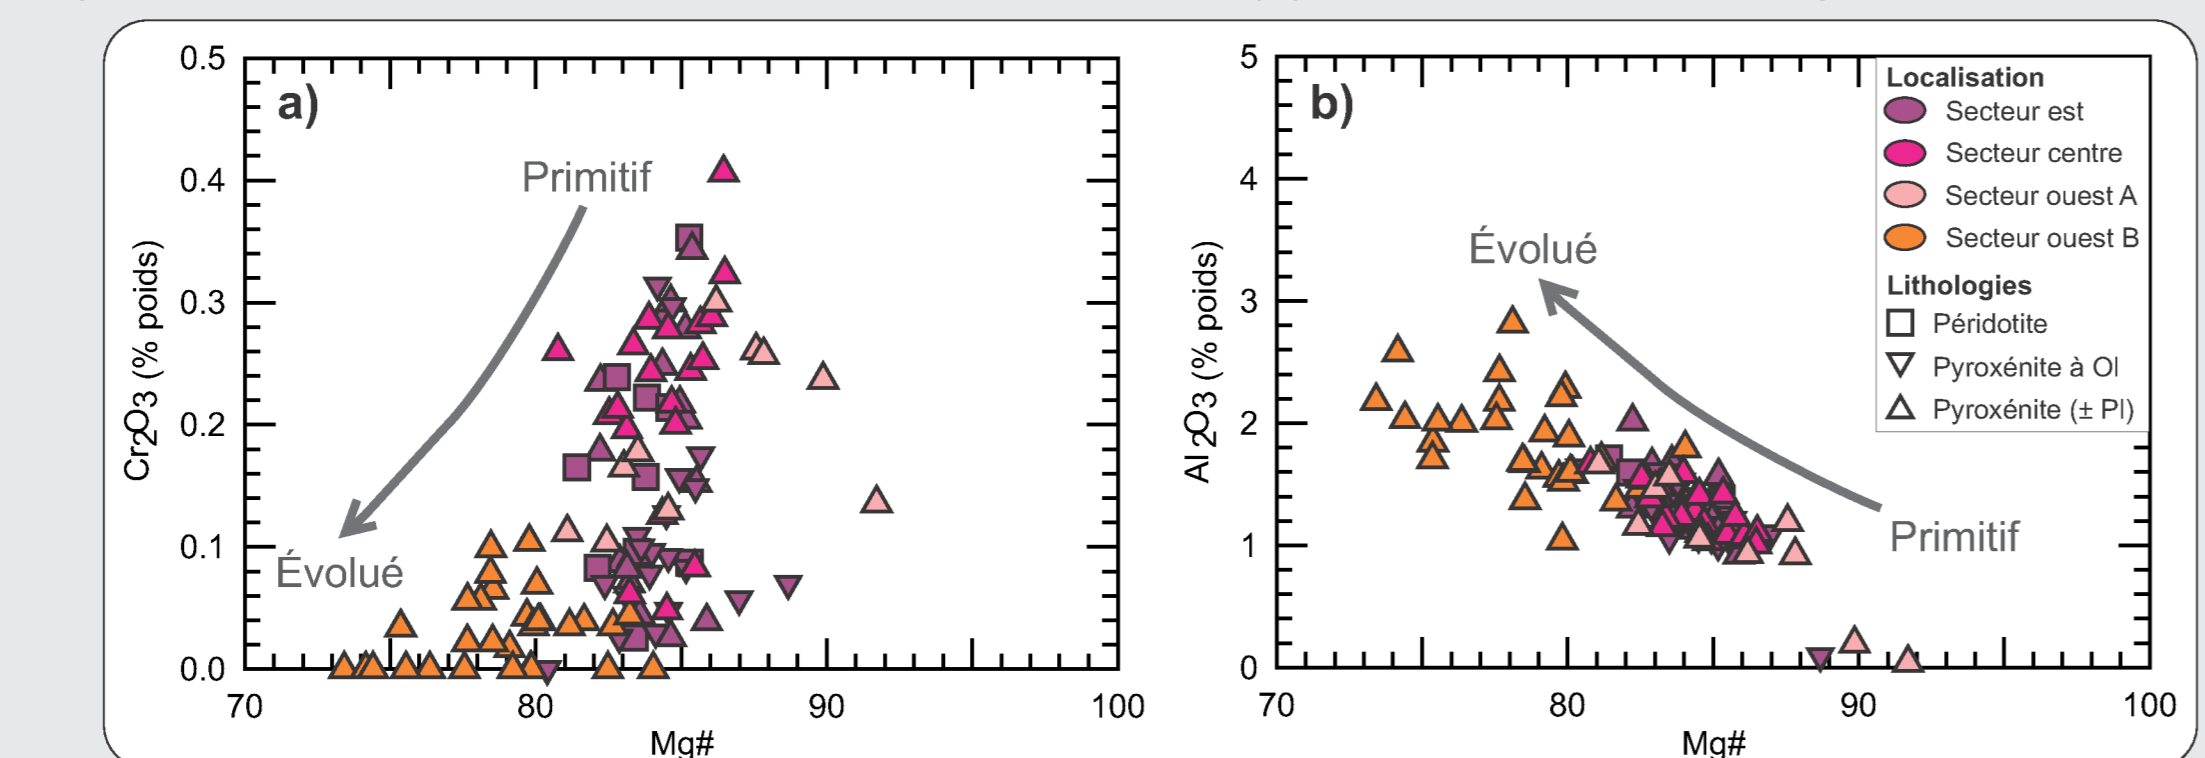 a)
Primitif
Évolué
Cr2O3 (% poids)
0.5
0.4
0.3
0.2
0.1
0.0
70 80 90 100
Mg#
b)
Évolué
Primitif
Al2O3 (% poids)
5
4
3
2
1
0
70 80 90 100
Mg#
Localisation
Secteur est
Secteur centre
Secteur ouest A
Secteur ouest B
Lithologies
Péridotite
Pyroxénite à Ol
Pyroxénite (± Pl)